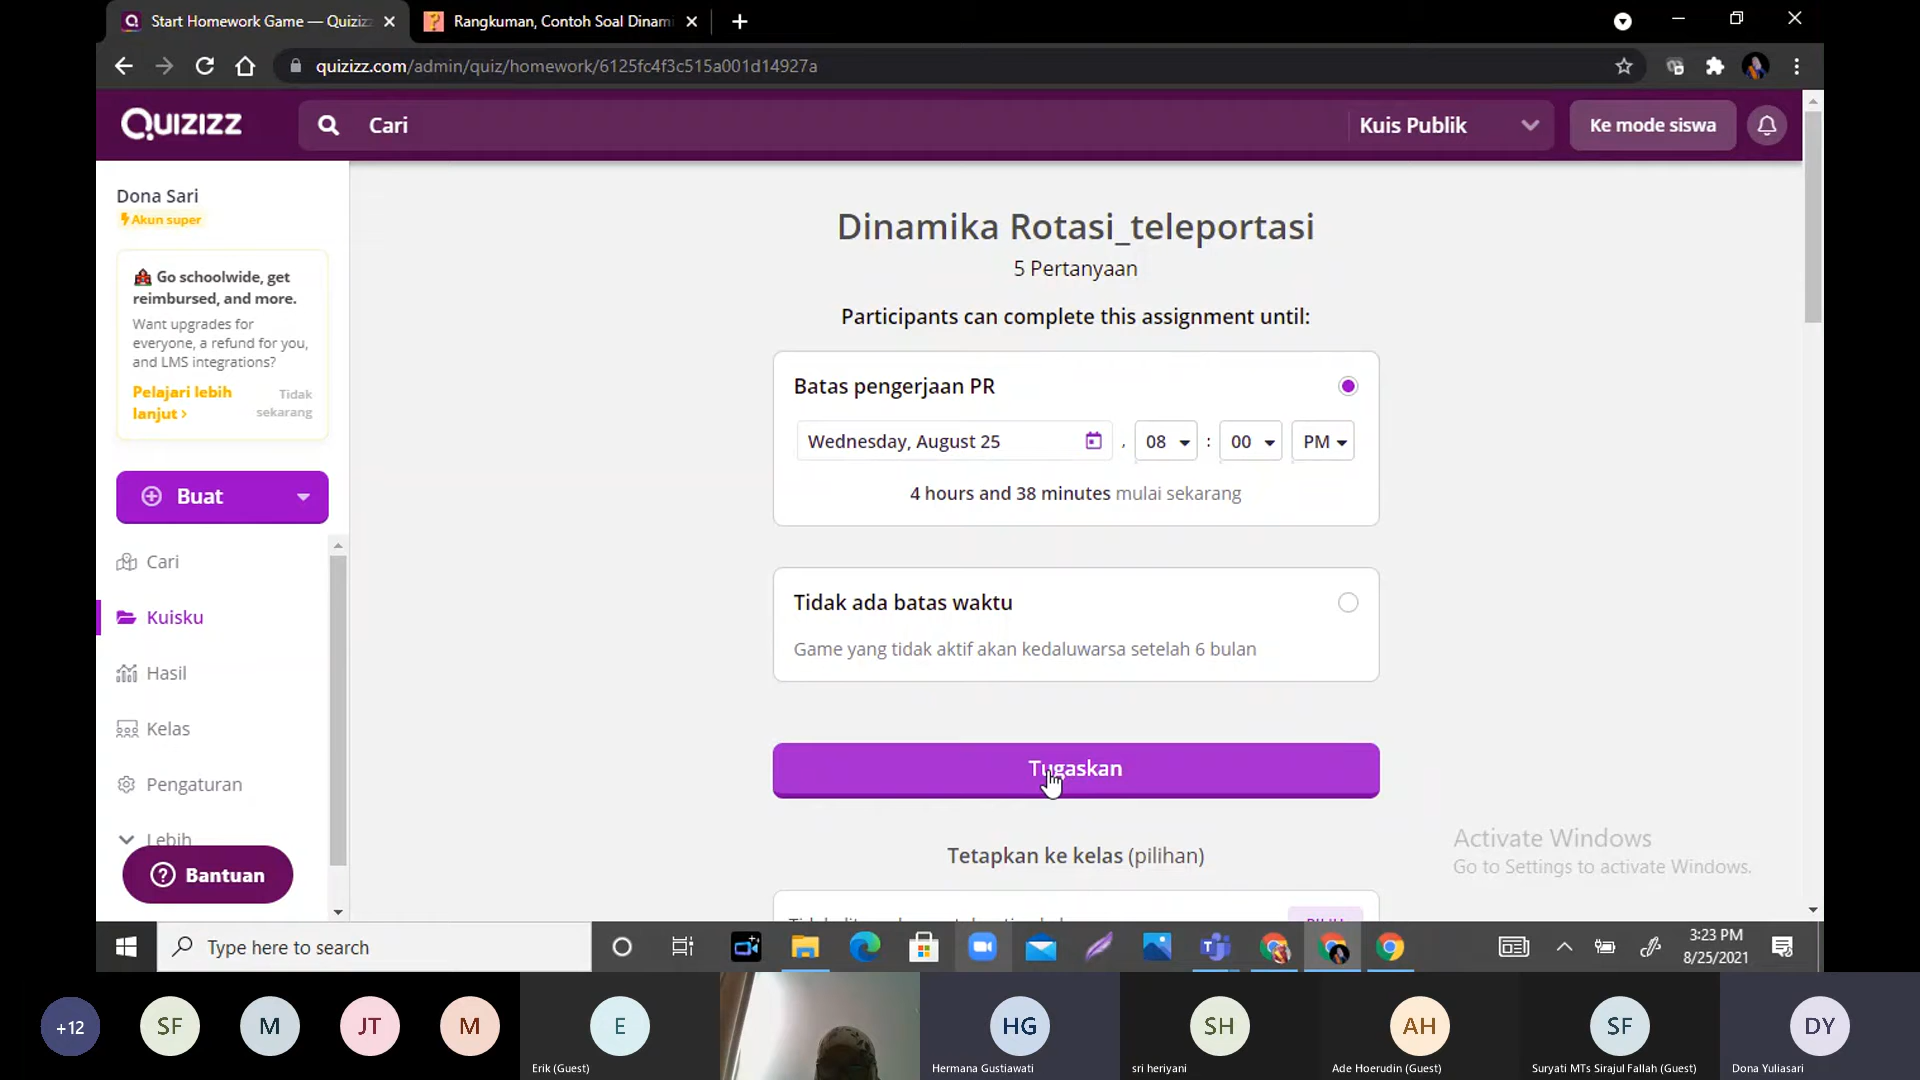 Start Homework Game — Quiziz
Rangkuman, Contoh Soal Dinami
quizizz.com/admin/quiz/homework/6125fc4f3c515a001d14927a
Quizizz
Cari
Kuis Publik
Ke mode siswa
Dona Sari
Akun super
Go schoolwide, get
reimbursed, and more.
Want upgrades for
everyone, a refund for you,
and LMS integrations?
Pelajari lebih
lanjut ›
Tidak
sekarang
Buat
Cari
Kuisku
Hasil
Kelas
Pengaturan
Lebih
Bantuan
Dinamika Rotasi_teleportasi
5 Pertanyaan
Participants can complete this assignment until:
Batas pengerjaan PR
Wednesday, August 25 , 08 : 00 PM
4 hours and 38 minutes mulai sekarang
Tidak ada batas waktu
Game yang tidak aktif akan kedaluwarsa setelah 6 bulan
Tugaskan
Tetapkan ke kelas (pilihan)
Activate Windows
Go to Settings to activate Windows.
Type here to search
3:23 PM
8/25/2021
+12
SF
M
JT
M
E
Erik (Guest)
HG
Hermana Gustiawati
SH
sri heriyani
AH
Ade Hoerudin (Guest)
SF
Suryati MTs Sirajul Fallah (Guest)
DY
Dona Yuliasari